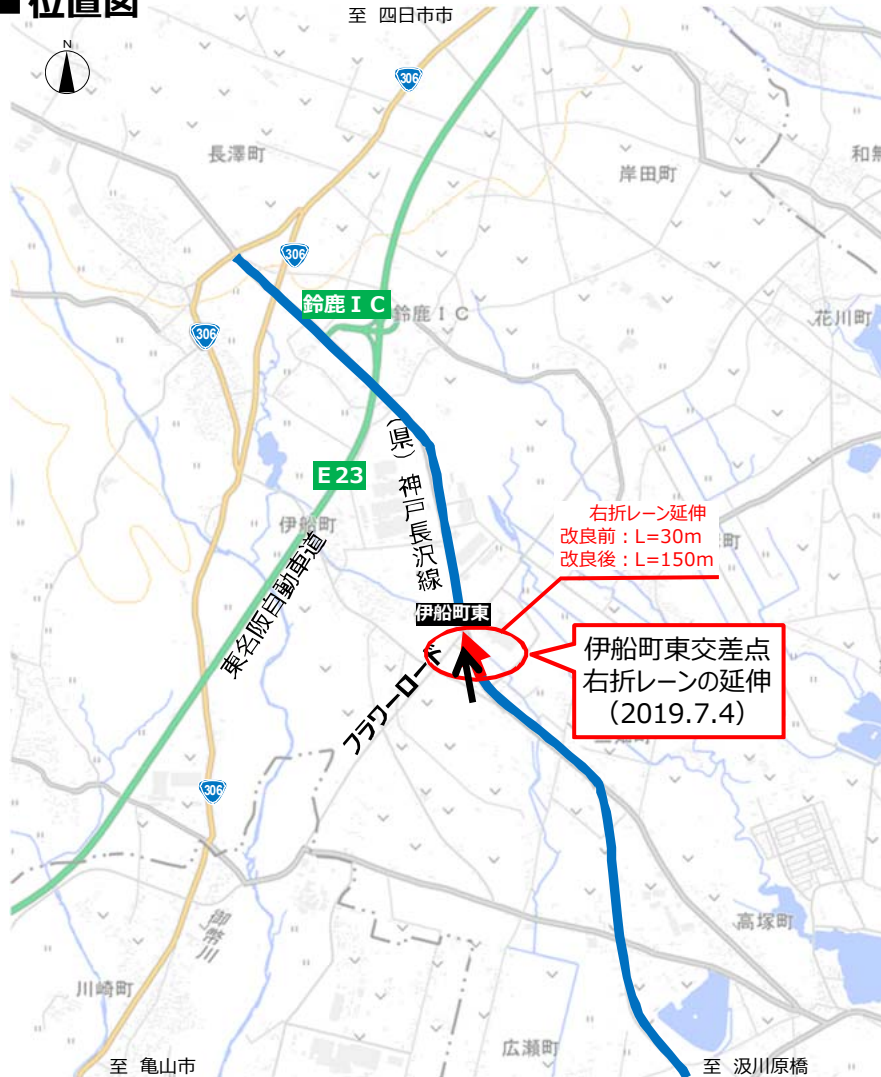 ■位置図
至 四日市市
N
306
長澤町
岸田町
306
鈴鹿ＩＣ
鈴鹿ＩＣ
花川町
306
(県) 神戸長沢線
E23
伊船町
右折レーン延伸
改良前：L=30m
改良後：L=150m
町
東名阪自動車道
伊船町東
フラワーロード
伊船町東交差点
右折レーンの延伸
（2019.7.4）
306
御幣川
高塚町
川崎町
広瀬町
至 亀山市
至 汲川原橋